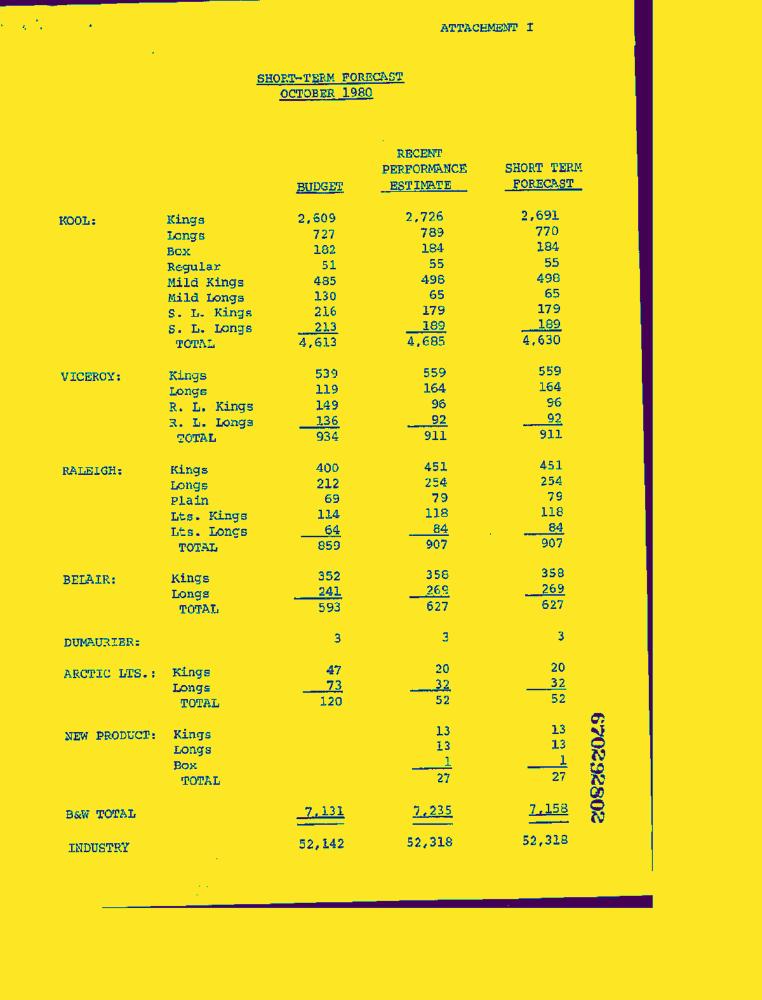 ATTACHMENT I
SHORT-TERM FORECAST
OCTOBER 1980
RECENT
PERFORMANCE SHORT TERM
BUDGET ESTIMATE FORECAST
KOOL: Kings 2,609 2,726 2,691
Longs 727 789 770
Box 182 184 184
Regular 51 55 55
Mild Kings 485 498 498
Mild Longs 130 65 65
S. L. Kings 216 179 179
S. L. Longs 213 189 189
TOTAL 4,613 4,685 4,630
VICEROY: Kings 539 559 559
Longs 119 164 164
R. L. Kings 149 96 96
R. L. Longs 136 92 92
TOTAL 934 911 911
RALEIGH: Kings 400 451 451
Longs 212 254 254
Plain 69 79 79
Lts. Kings 114 118 118
Lts. Longs 64 84 84
TOTAL 859 907 907
BELAIR: Kings 352 358 358
Longs 241 269 269
TOTAL 593 627 627
DUMAURIER: 3 3 3
ARCTIC LTS.: Kings 47 20 20
Longs 73 32 32
TOTAL 120 52 52
NEW PRODUCT: Kings 13 13
Longs 13 13
Box 1 1
TOTAL 27 27
B&W TOTAL 7,131 7,235 7,158
INDUSTRY 52,142 52,318 52,318
670292802